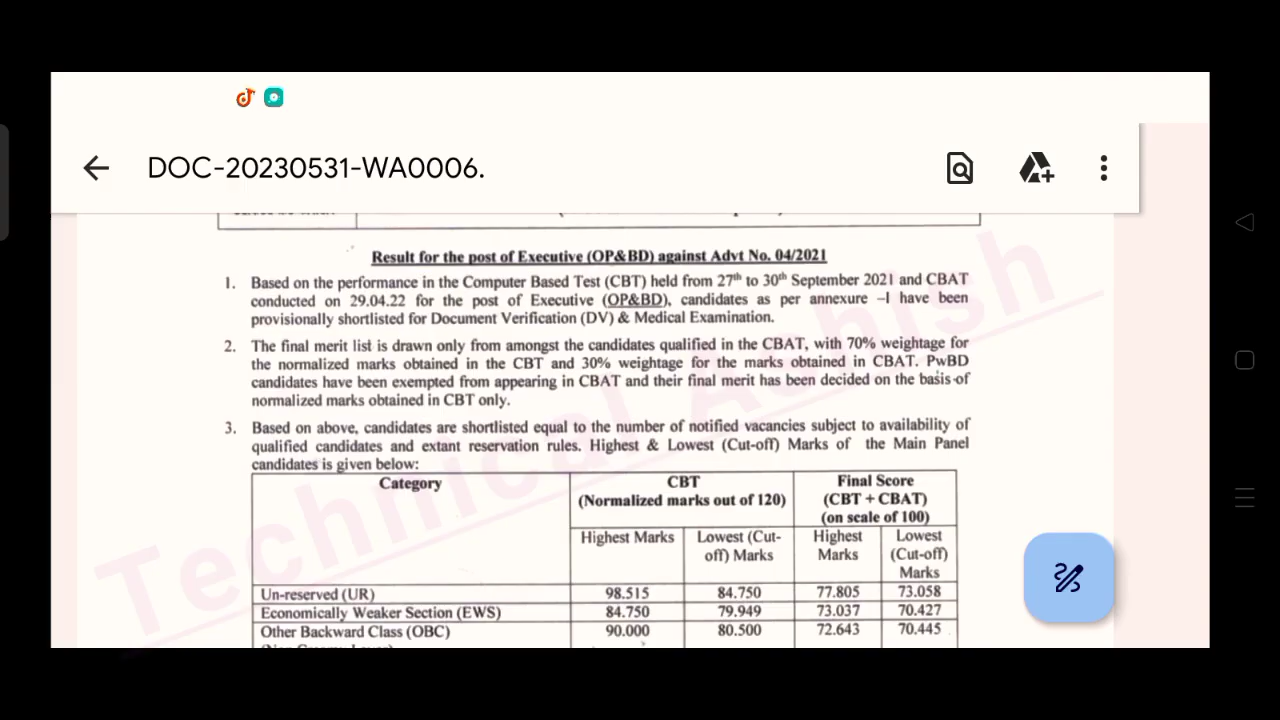 DOC-20230531-WA0006.
Result for the post of Executive (OP&BD) against Advt No. 04/2021
1. Based on the performance in the Computer Based Test (CBT) held from 27th to 30th September 2021 and CBAT
conducted on 29.04.22 for the post of Executive (OP&BD), candidates as per annexure –I have been
provisionally shortlisted for Document Verification (DV) & Medical Examination.
2. The final merit list is drawn only from amongst the candidates qualified in the CBAT, with 70% weightage for
the normalized marks obtained in the CBT and 30% weightage for the marks obtained in CBAT. PwBD
candidates have been exempted from appearing in CBAT and their final merit has been decided on the basis of
normalized marks obtained in CBT only.
3. Based on above, candidates are shortlisted equal to the number of notified vacancies subject to availability of
qualified candidates and extant reservation rules. Highest & Lowest (Cut-off) Marks of the Main Panel
candidates is given below:
Category CBT Final Score
(Normalized marks out of 120) (CBT + CBAT)
(on scale of 100)
Highest Marks Lowest (Cut- Highest Lowest
off) Marks Marks (Cut-off)
Marks
Un-reserved (UR) 98.515 84.750 77.805 73.058
Economically Weaker Section (EWS) 84.750 79.949 73.037 70.427
Other Backward Class (OBC) 90.000 80.500 72.643 70.445
Technical Ashish